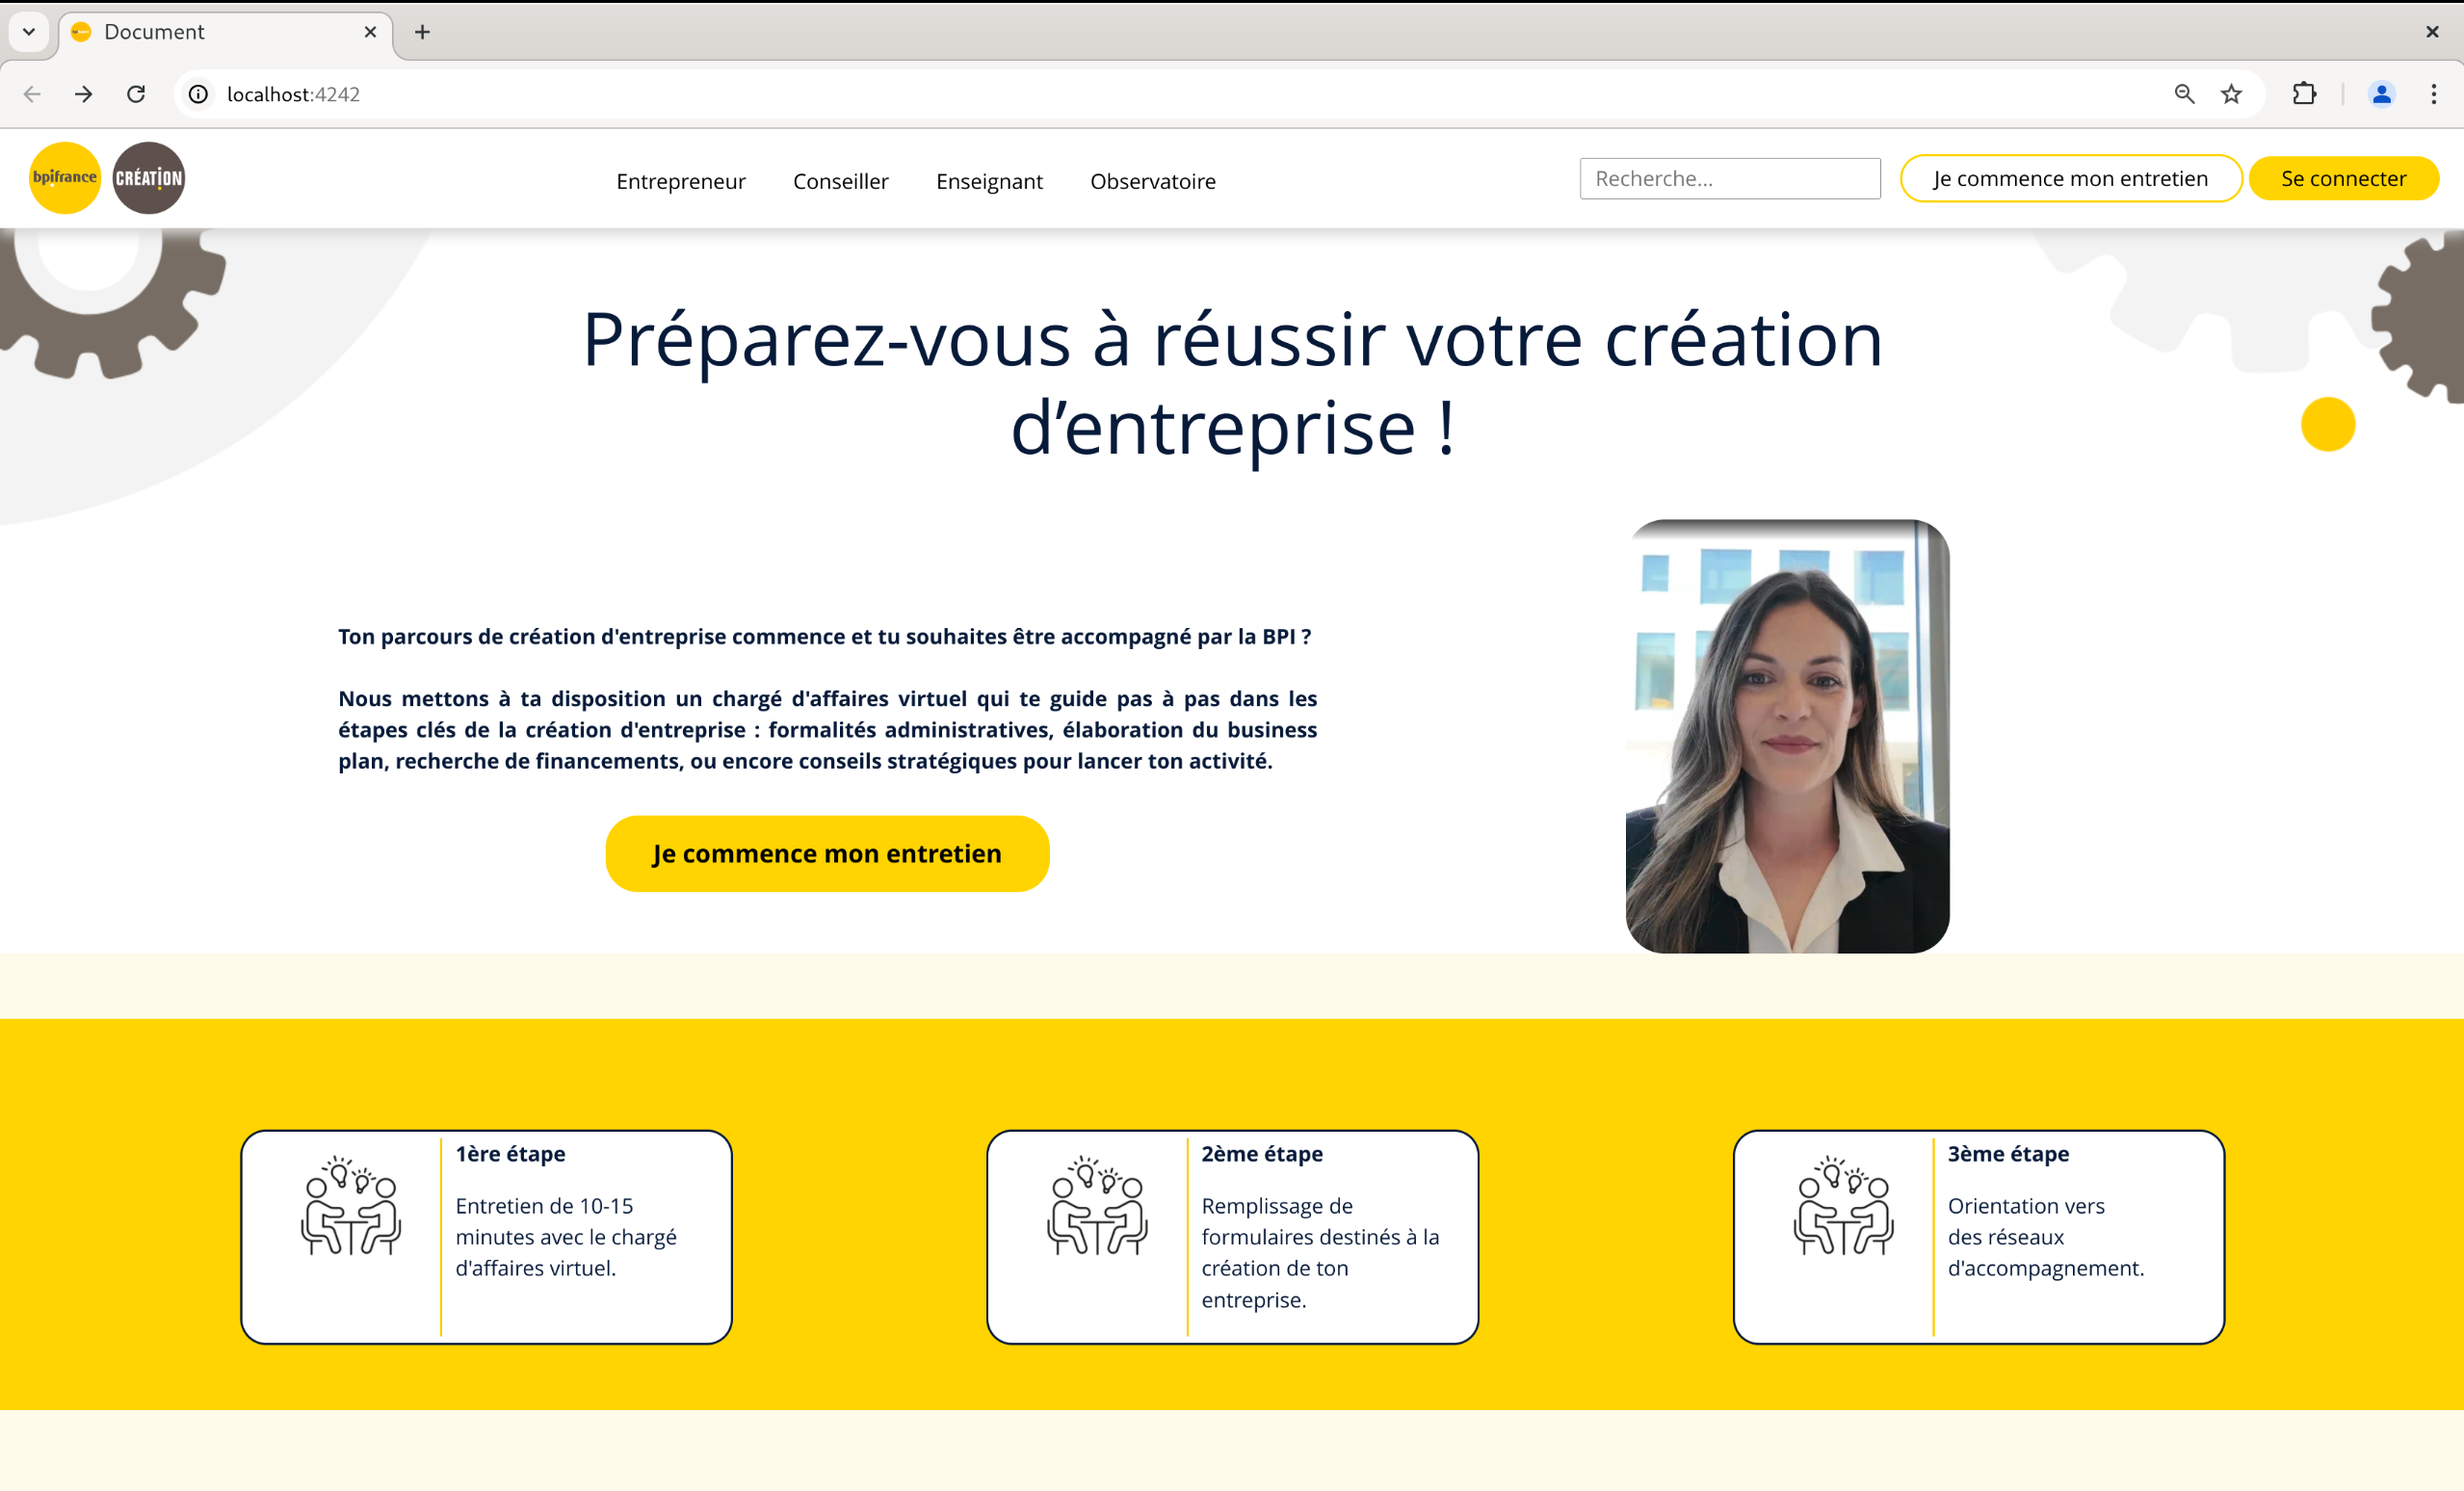 Document
localhost:4242
bpifrance CRÉATION
Entrepreneur Conseiller Enseignant Observatoire
Recherche...
Je commence mon entretien
Se connecter
Préparez-vous à réussir votre création
d’entreprise !
Ton parcours de création d'entreprise commence et tu souhaites être accompagné par la BPI ?
Nous mettons à ta disposition un chargé d'affaires virtuel qui te guide pas à pas dans les
étapes clés de la création d'entreprise : formalités administratives, élaboration du business
plan, recherche de financements, ou encore conseils stratégiques pour lancer ton activité.
Je commence mon entretien
1ère étape
Entretien de 10-15
minutes avec le chargé
d'affaires virtuel.
2ème étape
Remplissage de
formulaires destinés à la
création de ton
entreprise.
3ème étape
Orientation vers
des réseaux
d'accompagnement.